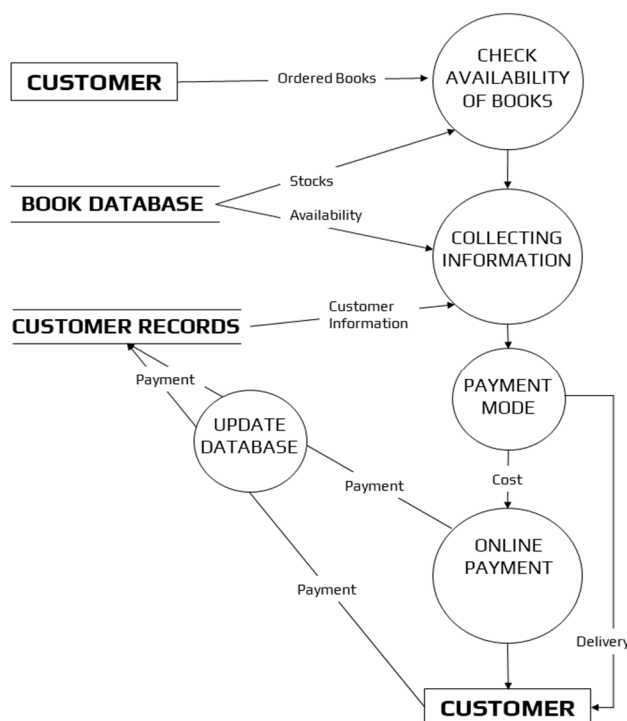 CHECK
AVAILABILITY
OF BOOKS
CUSTOMER
Ordered Books
Stocks
BOOK DATABASE
Availability
COLLECTING
INFORMATION
Customer
Information
CUSTOMER RECORDS
Payment
PAYMENT
MODE
UPDATE
DATABASE
Cost
Payment
ONLINE
PAYMENT
Payment
Delivery
CUSTOMER